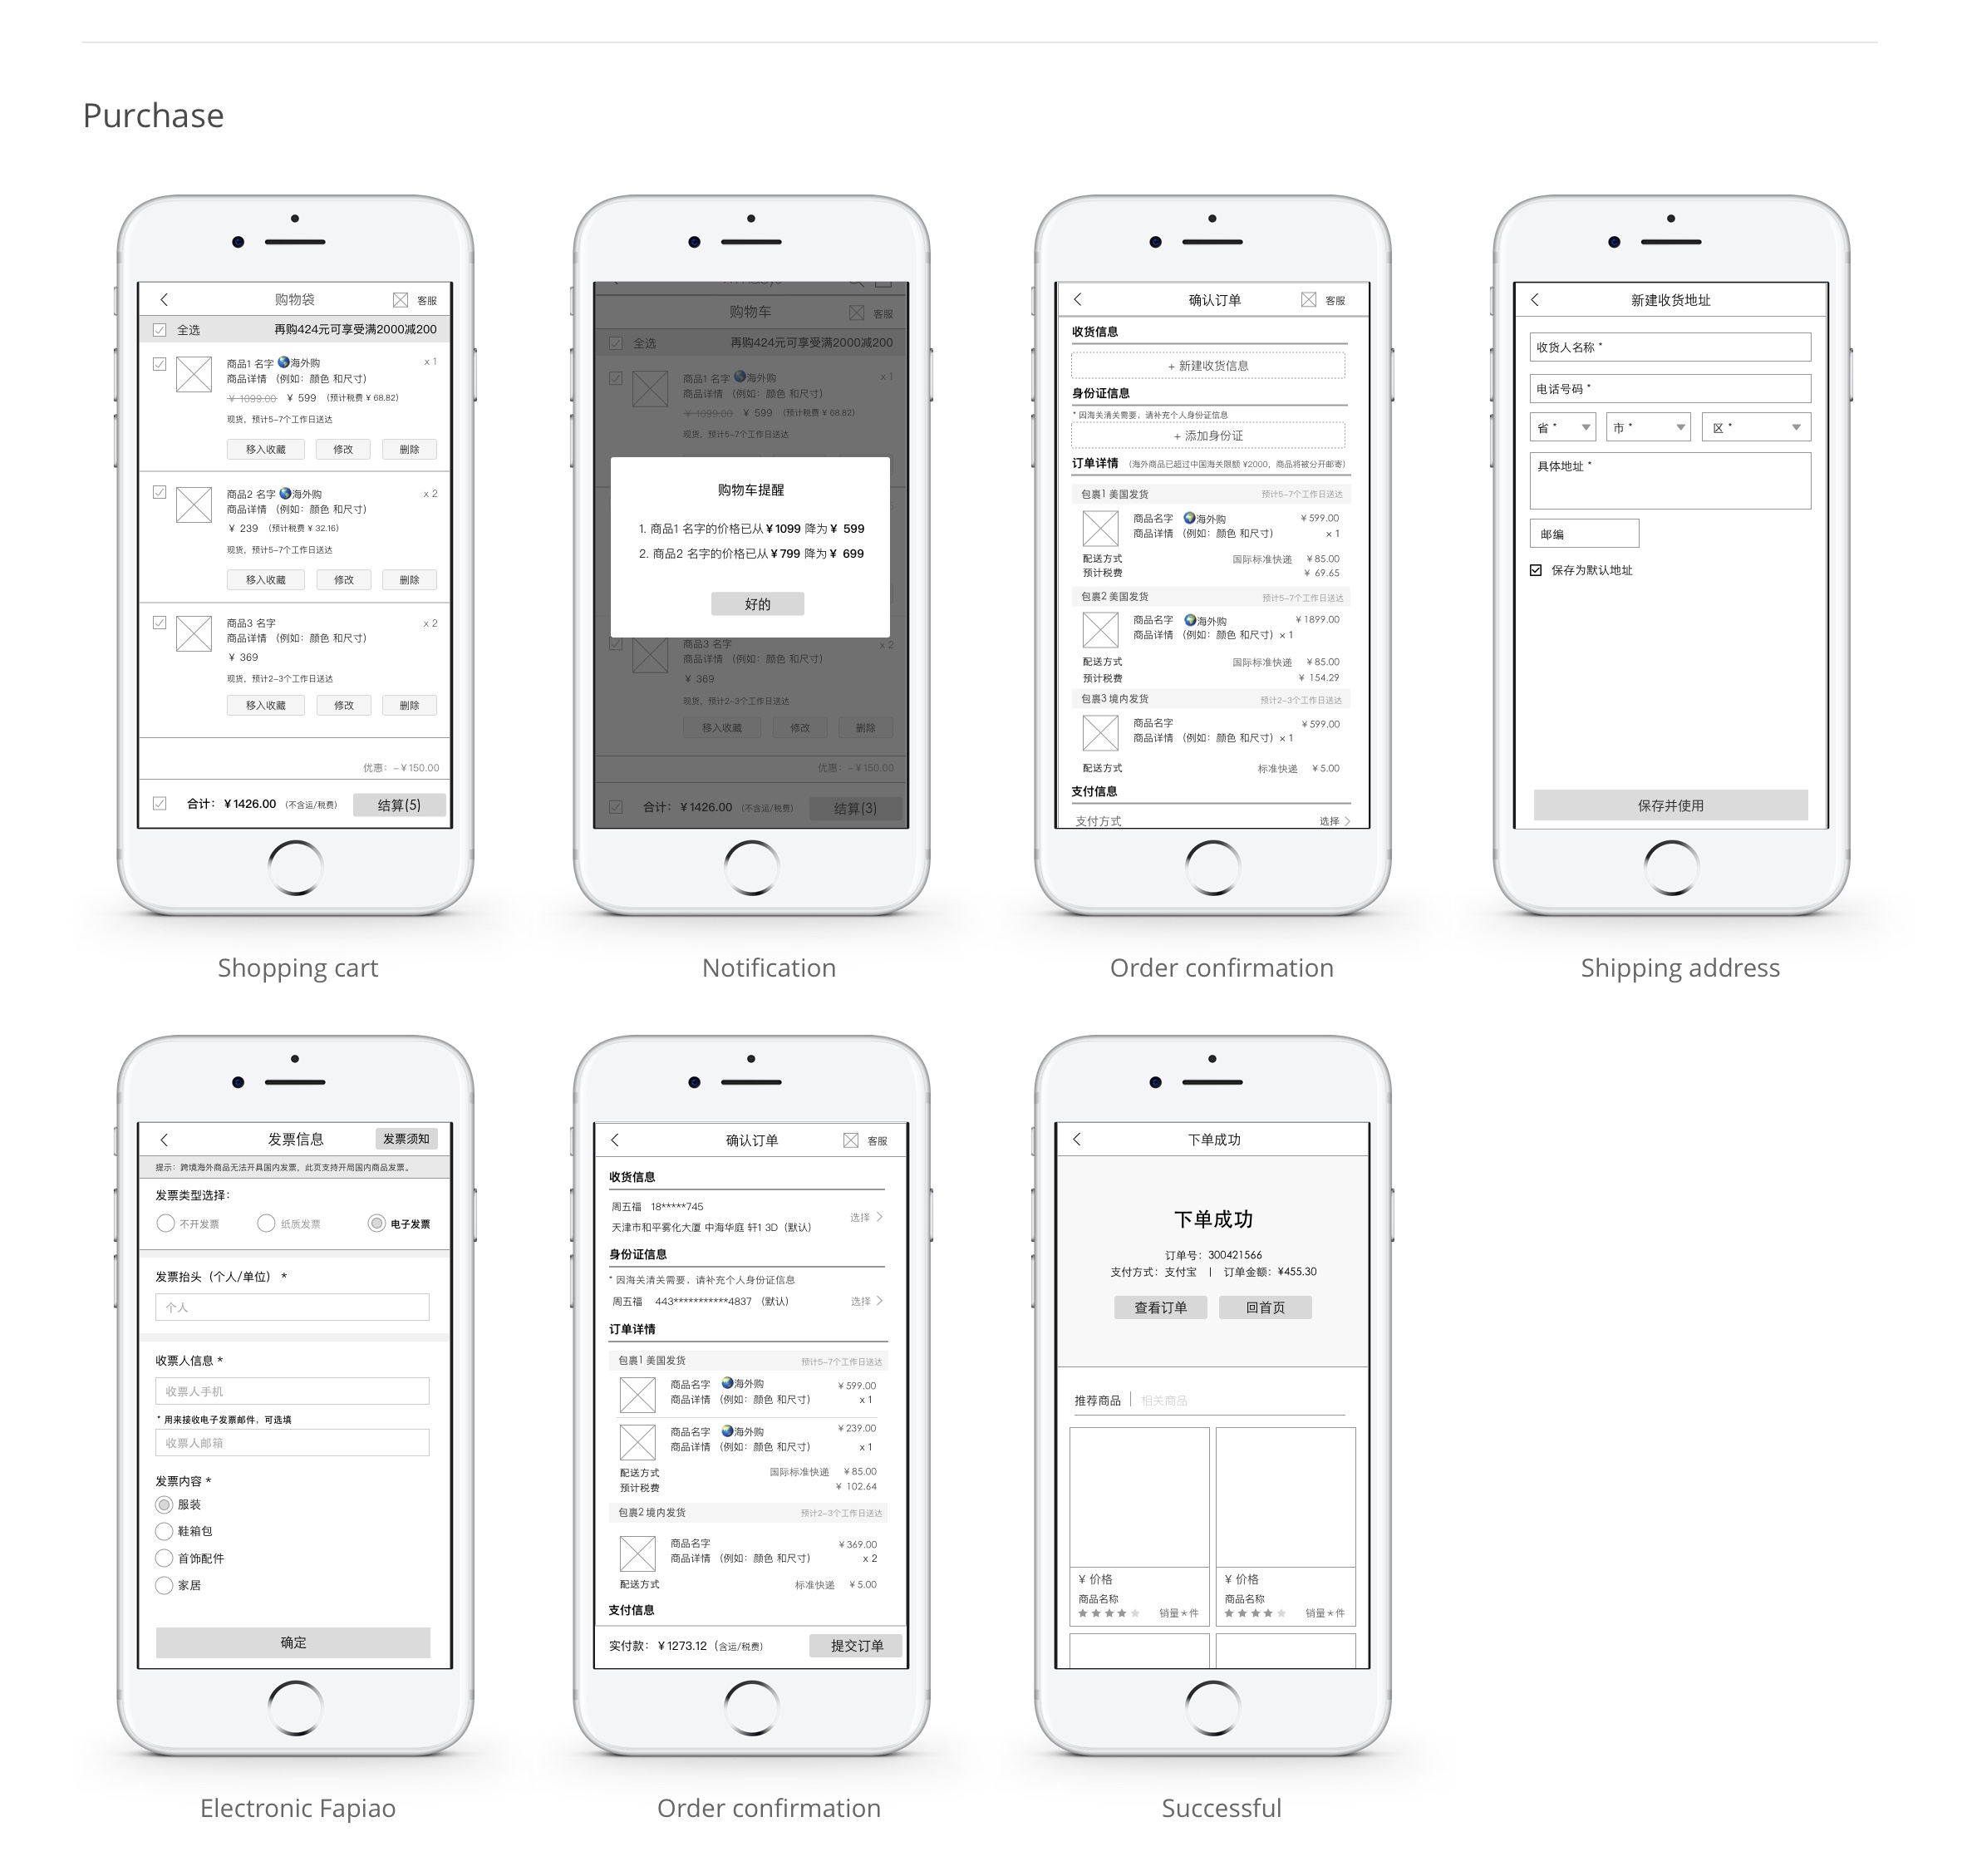 Purchase
购物袋 客服
全选 再购424元可享受满2000减200
商品1 名字 海外购 x 1
商品详情 （例如：颜色 和尺寸）
¥ 1099.00 ¥ 599 （预计税费 ¥ 68.82）
现货，预计5-7个工作日送达
移入收藏 修改 删除
商品2 名字 海外购 x 2
商品详情 （例如：颜色 和尺寸）
¥ 239 （预计税费 ¥ 32.16）
现货，预计5-7个工作日送达
移入收藏 修改 删除
商品3 名字 x 2
商品详情 （例如：颜色 和尺寸）
¥ 369
现货，预计2-3个工作日送达
移入收藏 修改 删除
优惠：-¥ 150.00
合计：¥ 1426.00 （不含运/税费） 结算(5)
Shopping cart
购物车 客服
全选 再购424元可享受满2000减200
商品1 名字 海外购 x 1
商品详情 （例如：颜色 和尺寸）
¥ 1099.00 ¥ 599 （预计税费 ¥ 68.82）
现货，预计5-7个工作日送达
购物车提醒
1. 商品1 名字的价格已从 ¥ 1099 降为 ¥ 599
2. 商品2 名字的价格已从 ¥ 799 降为 ¥ 699
好的
商品3 名字 x 2
商品详情 （例如：颜色 和尺寸）
¥ 369
现货，预计2-3个工作日送达
移入收藏 修改 删除
优惠：-¥ 150.00
合计：¥ 1426.00 （不含运/税费） 结算(3)
Notification
确认订单 客服
收货信息
+ 新建收货信息
身份证信息
* 因海关清关需要，请补充个人身份证信息
+ 添加身份证
订单详情 （海外商品已超过中国海关限额 ¥2000，商品将被分开邮寄）
包裹1 美国发货 预计5-7个工作日送达
商品名字 海外购 ¥ 599.00
商品详情 （例如：颜色 和尺寸） x 1
配送方式 国际标准快递 ¥ 85.00
预计税费 ¥ 69.65
包裹2 美国发货 预计5-7个工作日送达
商品名字 海外购 ¥ 1899.00
商品详情 （例如：颜色 和尺寸） x 1
配送方式 国际标准快递 ¥ 85.00
预计税费 ¥ 154.29
包裹3 境内发货 预计2-3个工作日送达
商品名字 ¥ 599.00
商品详情 （例如：颜色 和尺寸） x 1
配送方式 标准快递 ¥ 5.00
支付信息
支付方式 选择
Order confirmation
新建收货地址
收货人名称 *
电话号码 *
省 * 市 * 区 *
具体地址 *
邮编
保存为默认地址
保存并使用
Shipping address
发票信息 发票须知
提示：跨境海外商品无法开具国内发票，此页支持开局国内商品发票。
发票类型选择：
不开发票 纸质发票 电子发票
发票抬头（个人/单位） *
个人
收票人信息 *
收票人手机
* 用来接收电子发票邮件，可选填
收票人邮箱
发票内容 *
服装
鞋箱包
首饰配件
家居
确定
Electronic Fapiao
确认订单 客服
收货信息
周五福 18*****745
天津市和平雾化大厦 中海华庭 轩1 3D（默认） 选择
身份证信息
* 因海关清关需要，请补充个人身份证信息
周五福 443***********4837 （默认） 选择
订单详情
包裹1 美国发货 预计5-7个工作日送达
商品名字 海外购 ¥ 599.00
商品详情 （例如：颜色 和尺寸） x 1
商品名字 海外购 ¥ 239.00
商品详情 （例如：颜色 和尺寸） x 1
配送方式 国际标准快递 ¥ 85.00
预计税费 ¥ 102.64
包裹2 境内发货 预计2-3个工作日送达
商品名字 ¥ 369.00
商品详情 （例如：颜色 和尺寸） x 2
配送方式 标准快递 ¥ 5.00
支付信息
实付款： ¥ 1273.12 （含运/税费） 提交订单
Order confirmation
下单成功
下单成功
订单号：300421566
支付方式：支付宝 | 订单金额：¥455.30
查看订单 回首页
推荐商品 | 相关商品
¥ 价格 ¥ 价格
商品名称 商品名称
销量 * 件 销量 * 件
Successful